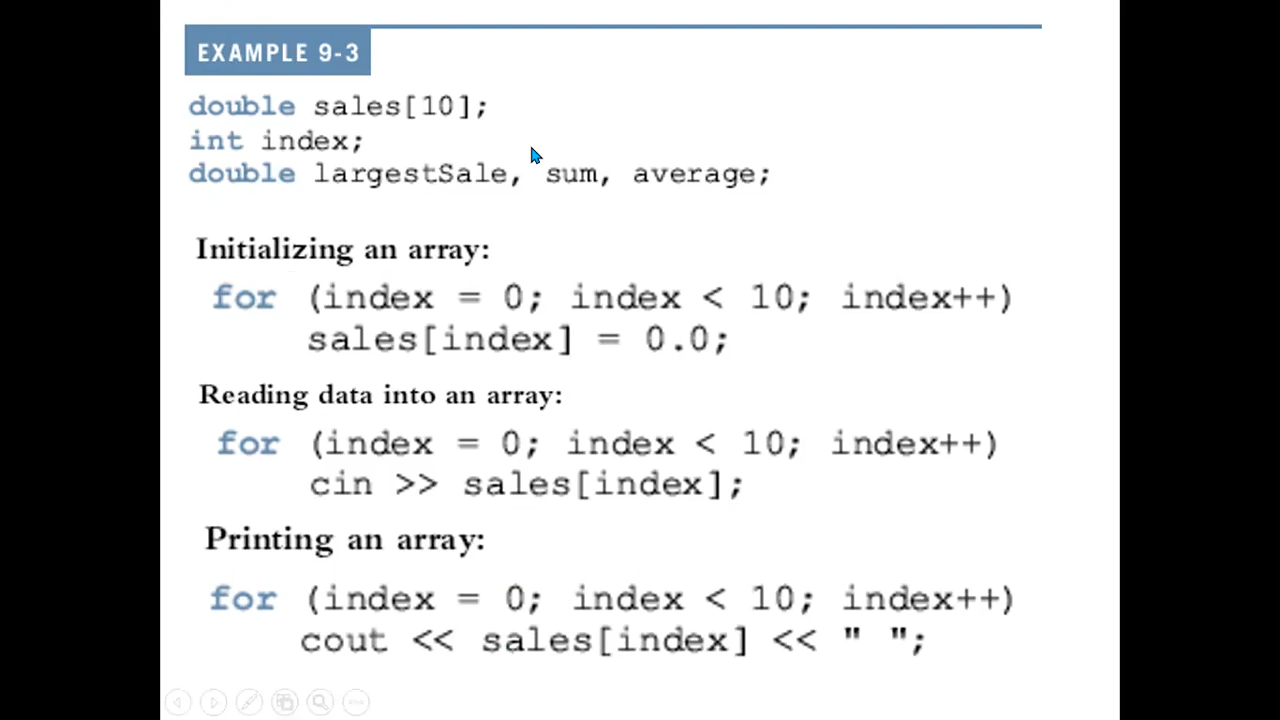 EXAMPLE 9-3
double sales[10];
int index;
double largestSale, sum, average;
Initializing an array:
for (index = 0; index < 10; index++)
sales[index] = 0.0;
Reading data into an array:
for (index = 0; index < 10; index++)
cin >> sales[index];
Printing an array:
for (index = 0; index < 10; index++)
cout << sales[index] << " ";